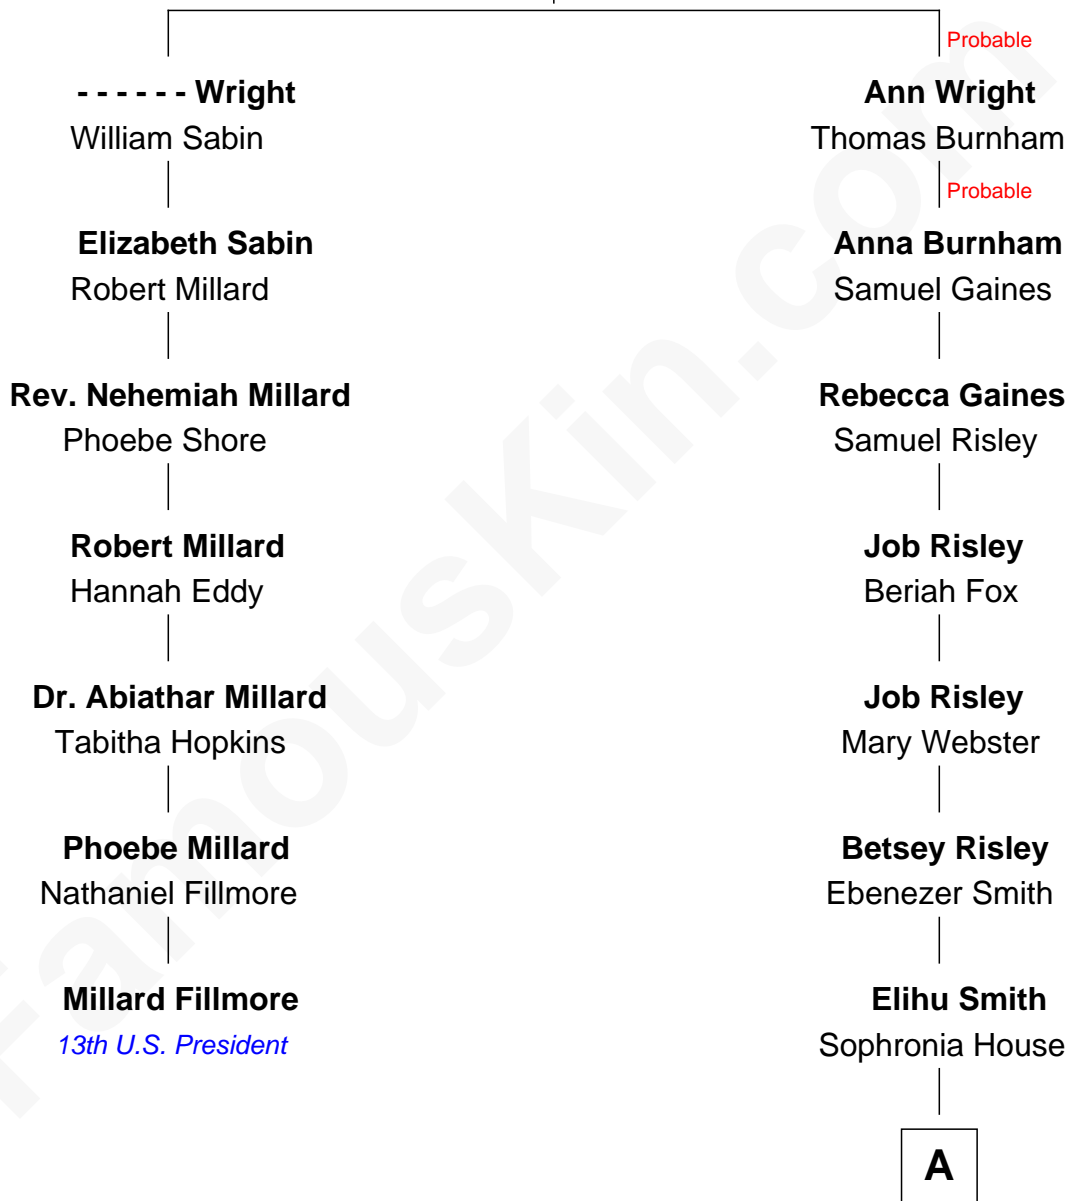 Probable
- - - - - - Wright
William Sabin
Ann Wright
Thomas Burnham
Probable
Elizabeth Sabin
Robert Millard
Anna Burnham
Samuel Gaines
Rev. Nehemiah Millard
Phoebe Shore
Rebecca Gaines
Samuel Risley
Robert Millard
Hannah Eddy
Job Risley
Beriah Fox
Dr. Abiathar Millard
Tabitha Hopkins
Job Risley
Mary Webster
Phoebe Millard
Nathaniel Fillmore
Betsey Risley
Ebenezer Smith
Millard Fillmore
13th U.S. President
Elihu Smith
Sophronia House
A
FamousKin.com